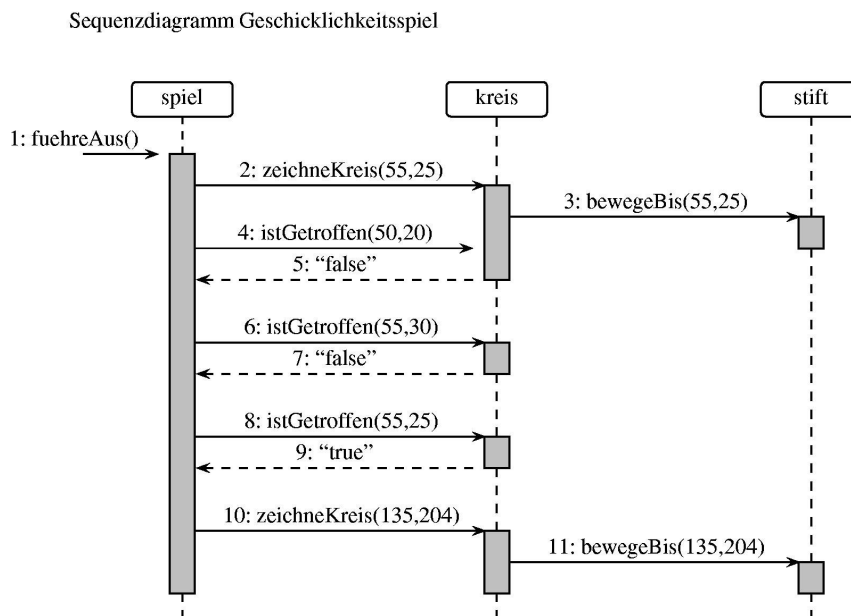 Sequenzdiagramm Geschicklichkeitsspiel
spiel
kreis
stift
1: fuehreAus()
2: zeichneKreis(55,25)
3: bewegeBis(55,25)
4: istGetroffen(50,20)
5: “false”
6: istGetroffen(55,30)
7: “false”
8: istGetroffen(55,25)
9: “true”
10: zeichneKreis(135,204)
11: bewegeBis(135,204)